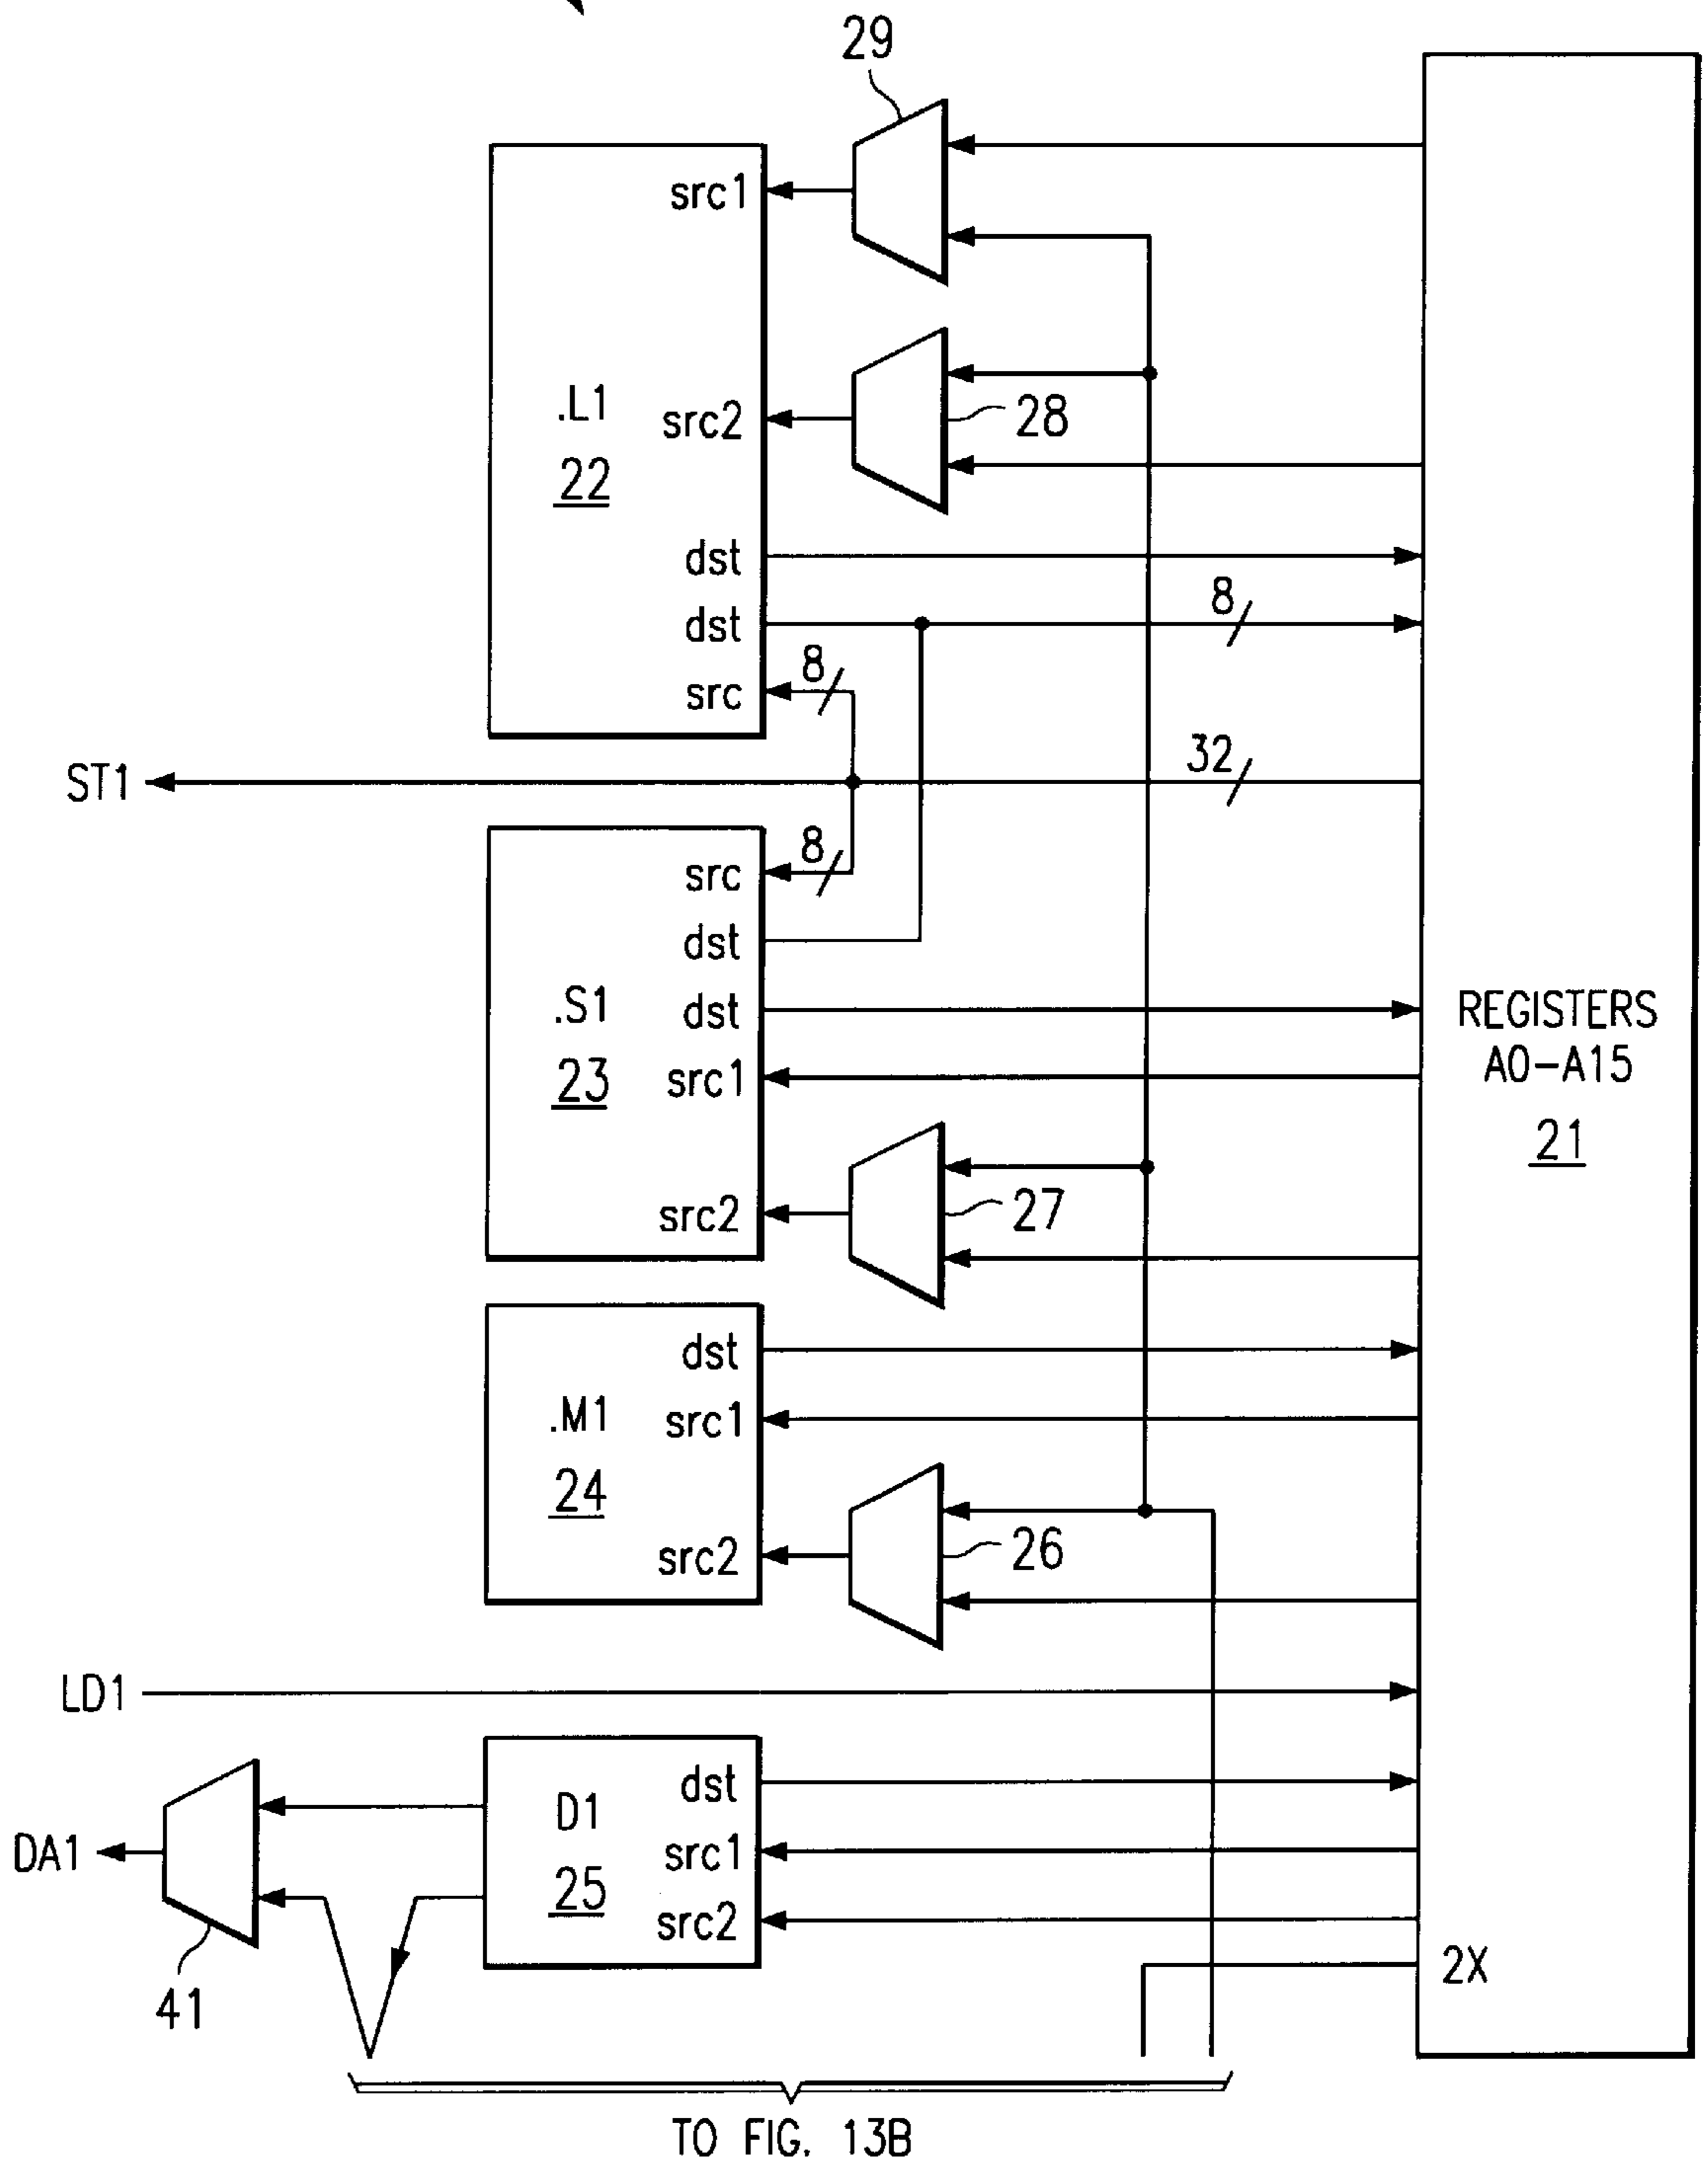 29
src1
.L1
22
src2
28
dst
dst
8
8
src
ST1
32
8
src
dst
.S1
23
dst
src1
REGISTERS
A0-A15
21
src2
27
dst
.M1
24
src1
src2
26
LD1
D1
25
dst
src1
src2
DA1
41
2X
TO FIG. 13B